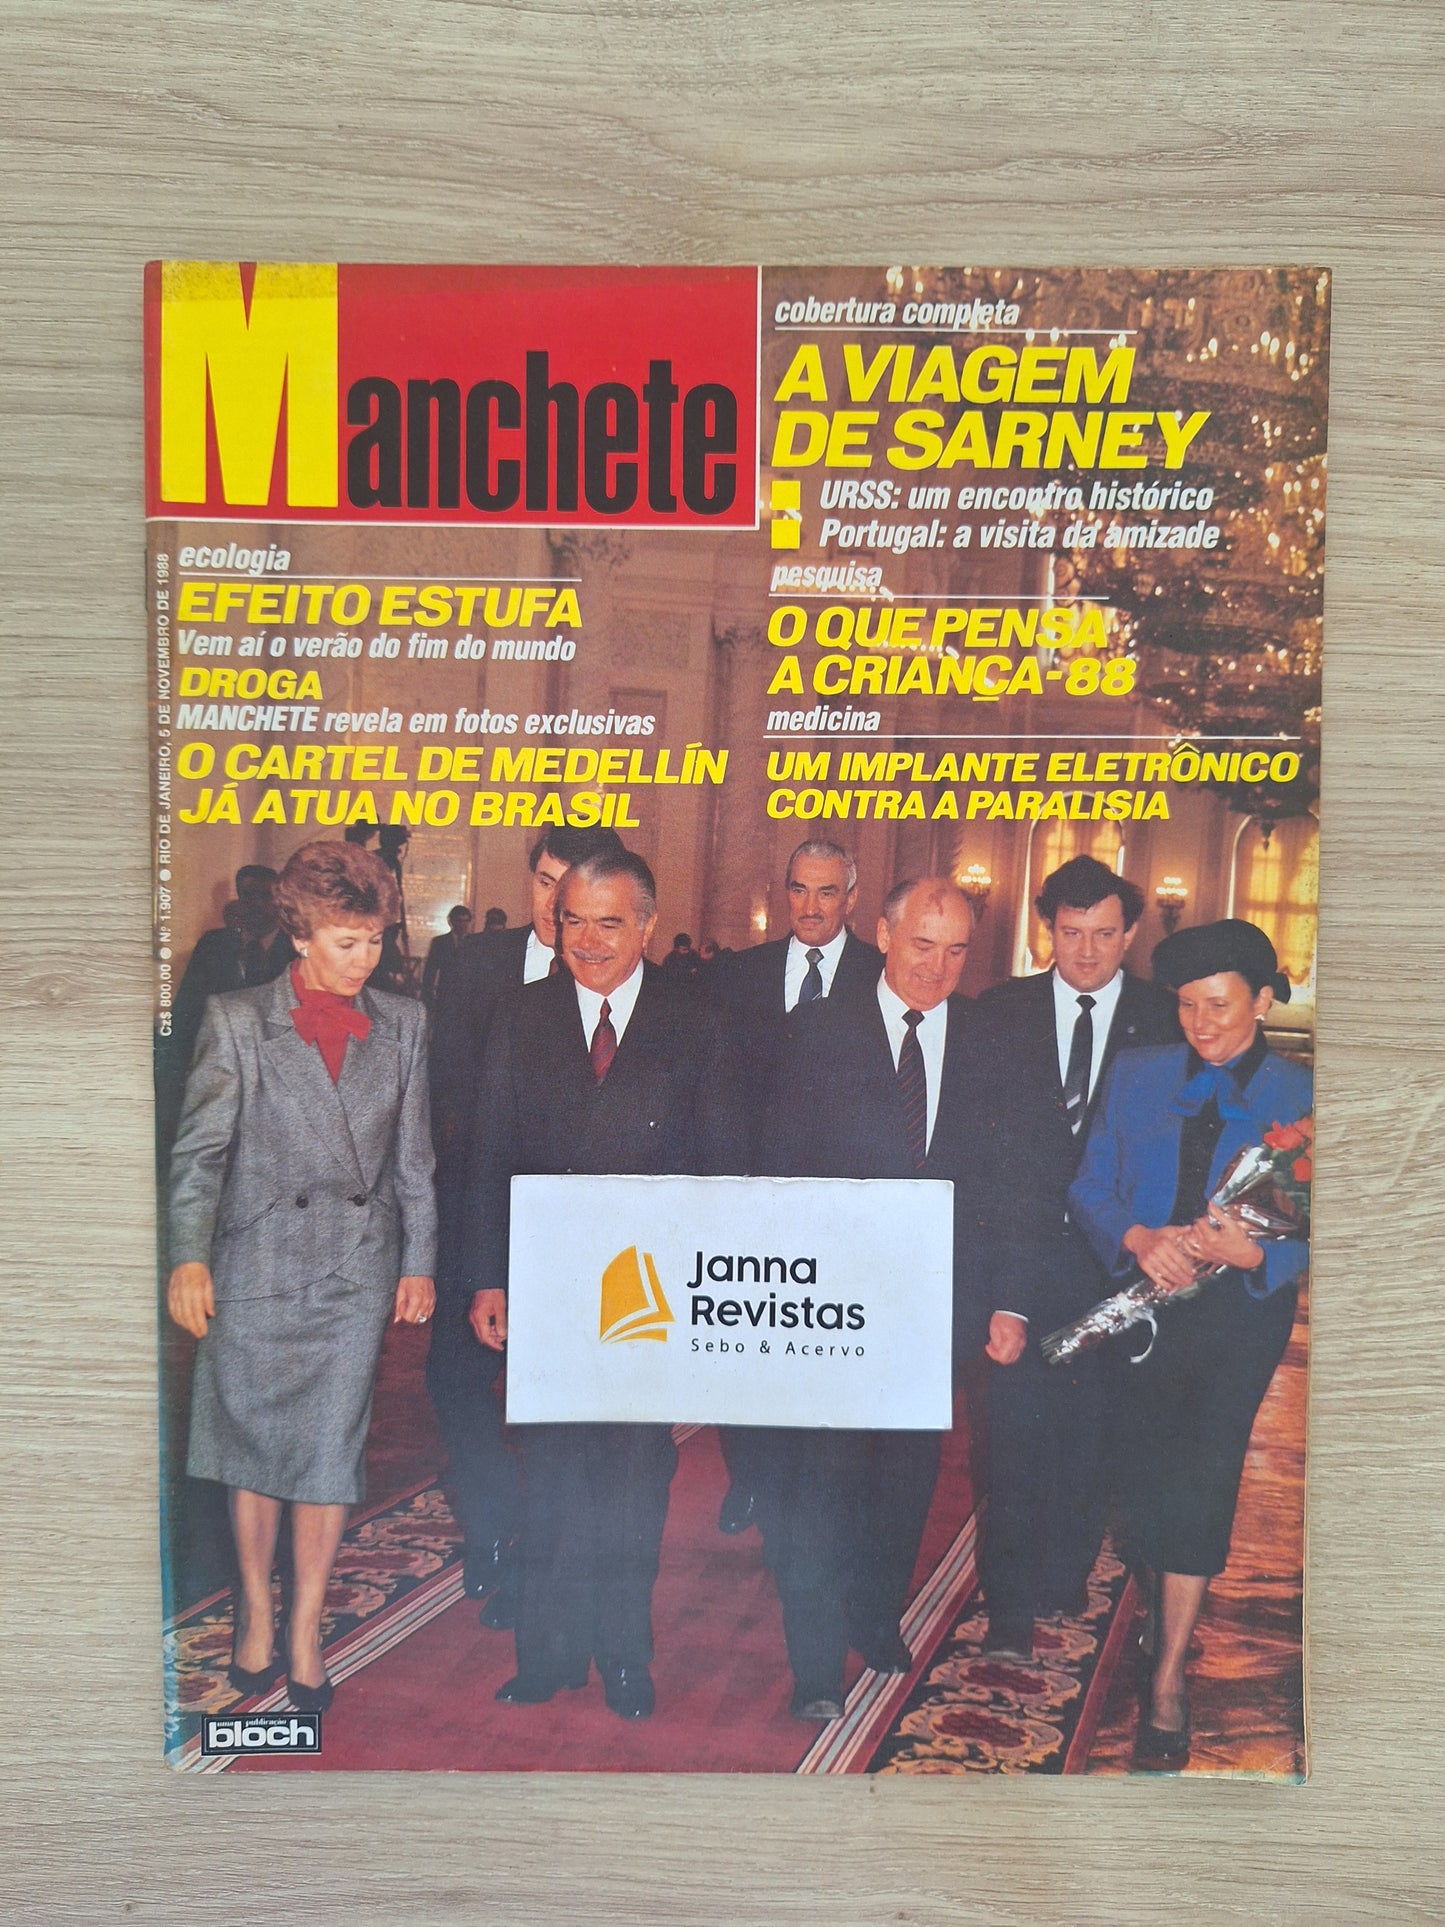 Manchete
cobertura completa
A VIAGEM
DE SARNEY
URSS: um encontro histórico
Portugal: a visita da amizade
ecologia
EFEITO ESTUFA
Vem aí o verão do fim do mundo
DROGA
MANCHETE revela em fotos exclusivas
O CARTEL DE MEDELLÍN
JÁ ATUA NO BRASIL
pesquisa
O QUE PENSA
A CRIANÇA-88
medicina
UM IMPLANTE ELETRÔNICO
CONTRA A PARALISIA
Cz$ 800,00 ● Nº 1.907 ● RIO DE JANEIRO, 5 DE NOVEMBRO DE 1988
Janna
Revistas
Sebo & Acervo
uma publicação
bloch